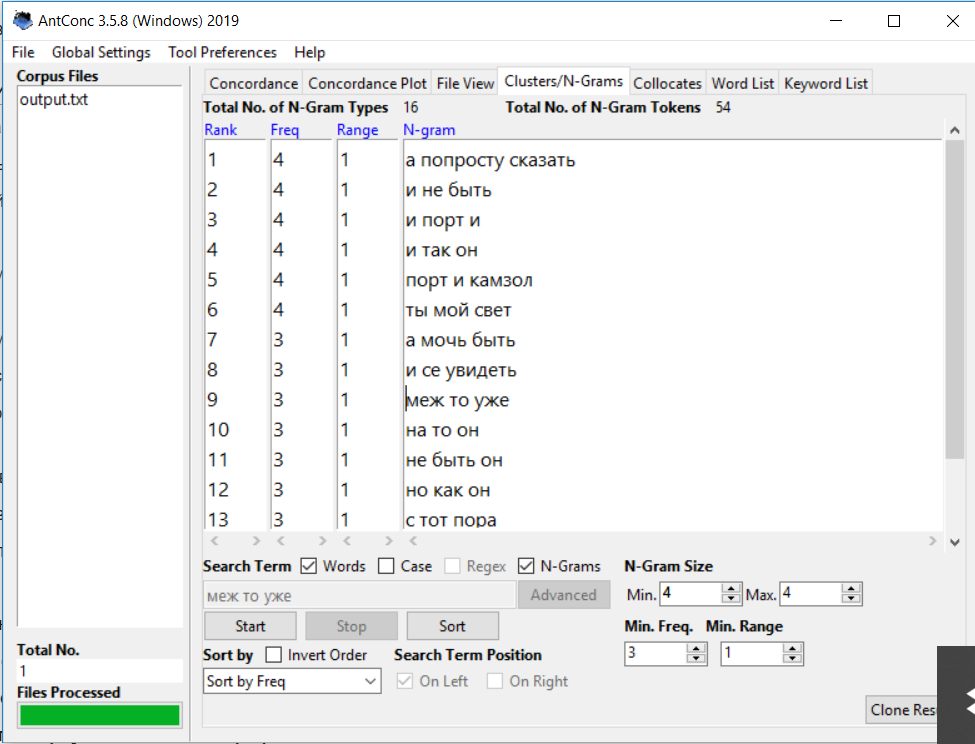 AntConc 3.5.8 (Windows) 2019
File Global Settings Tool Preferences Help
Corpus Files
output.txt
Concordance Concordance Plot File View Clusters/N-Grams Collocates Word List Keyword List
Total No. of N-Gram Types 16 Total No. of N-Gram Tokens 54
Rank Freq Range N-gram
1 4 1 а попросту сказать
2 4 1 и не быть
3 4 1 и порт и
4 4 1 и так он
5 4 1 порт и камзол
6 4 1 ты мой свет
7 3 1 а мочь быть
8 3 1 и се увидеть
9 3 1 меж то уже
10 3 1 на то он
11 3 1 не быть он
12 3 1 но как он
13 3 1 с тот пора
Search Term Words Case Regex N-Grams N-Gram Size
меж то уже Advanced Min. 4 Max. 4
Start Stop Sort Min. Freq. Min. Range
Sort by Invert Order Search Term Position 3 1
Sort by Freq On Left On Right
Total No.
1
Files Processed
Clone Res